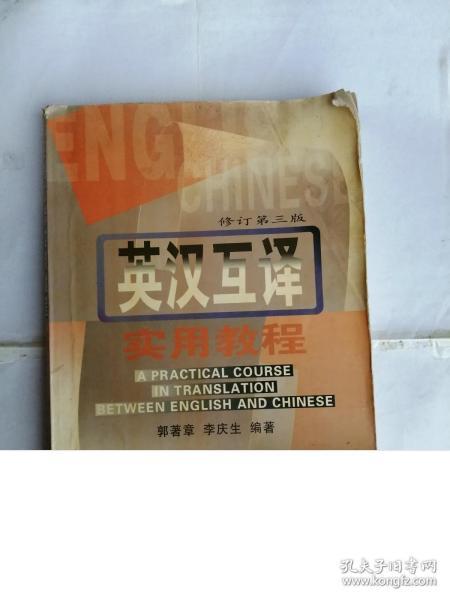 ENG
CHINESE
修订第三版
英汉互译
实用教程
A PRACTICAL COURSE
IN TRANSLATION
BETWEEN ENGLISH AND CHINESE
郭著章 李庆生 编著
孔夫子旧书网
www.kongfz.com